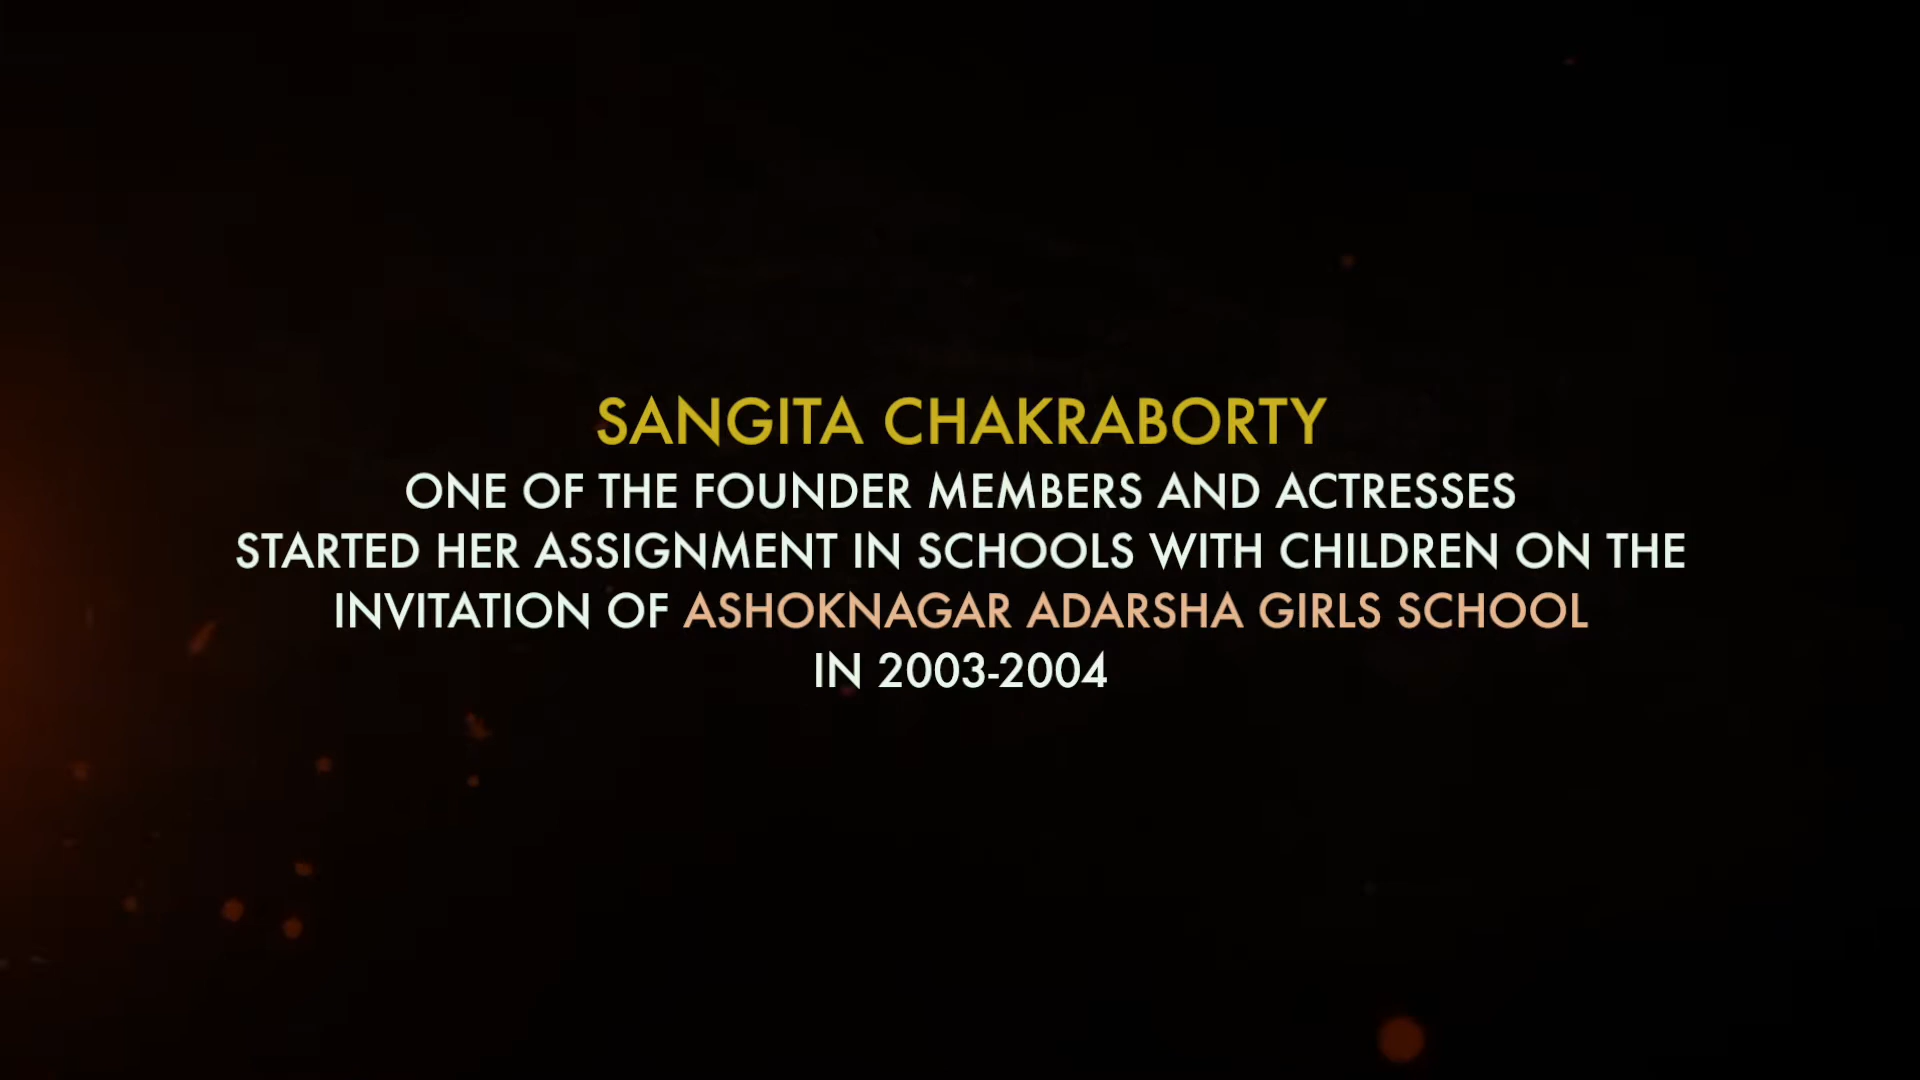 SANGITA CHAKRABORTY
ONE OF THE FOUNDER MEMBERS AND ACTRESSES
STARTED HER ASSIGNMENT IN SCHOOLS WITH CHILDREN ON THE
INVITATION OF ASHOKNAGAR ADARSHA GIRLS SCHOOL
IN 2003-2004